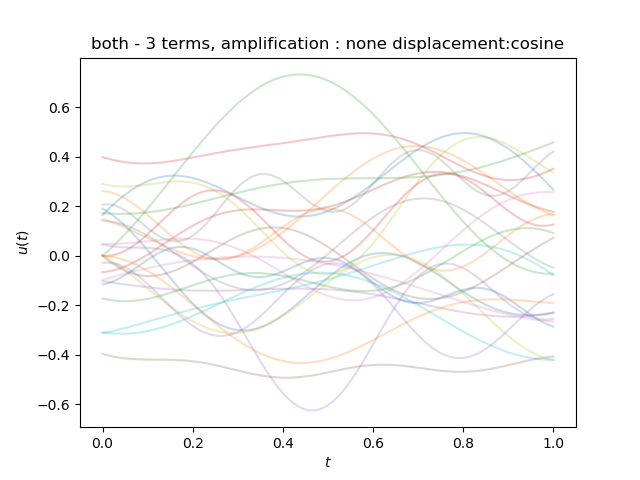 both - 3 terms, amplification : none displacement:cosine
0.6
0.4
0.2
0.0
−0.2
−0.4
−0.6
u(t)
0.0 0.2 0.4 0.6 0.8 1.0
t